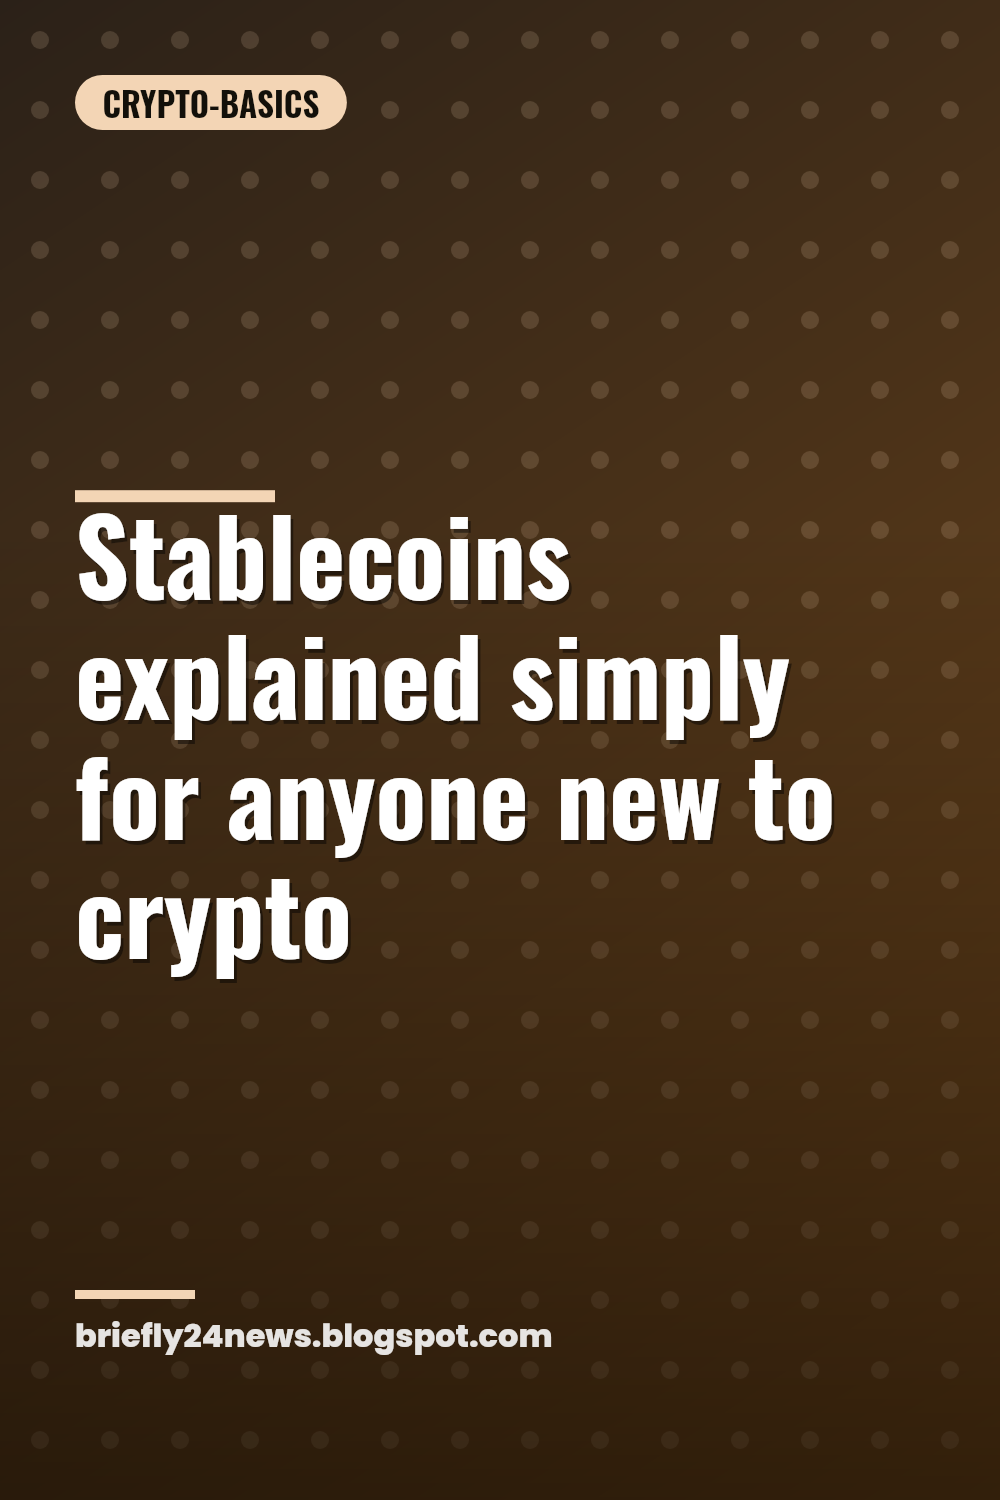 CRYPTO-BASICS
Stablecoins
explained simply
for anyone new to
crypto
briefly24news.blogspot.com